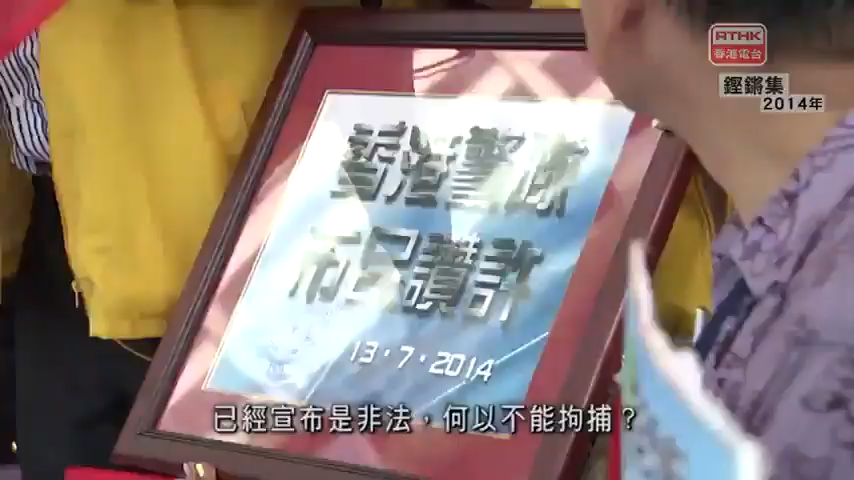 RTHK
香港電台
鏗鏘集
2014年
香港警隊
市民讚許
13·7·2014
已經宣布是非法，何以不能拘捕？